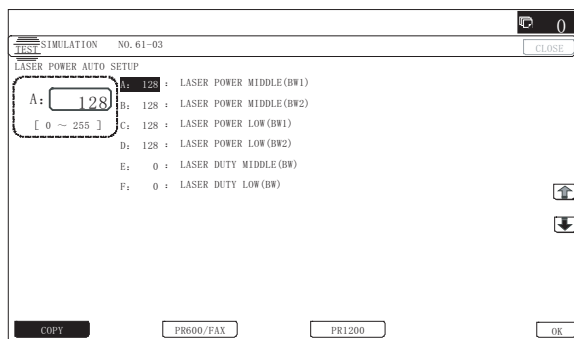 0
TEST SIMULATION NO.61-03
CLOSE
LASER POWER AUTO SETUP
A: 128
[ 0 ~ 255 ]
A: 128 : LASER POWER MIDDLE(BW1)
B: 128 : LASER POWER MIDDLE(BW2)
C: 128 : LASER POWER LOW(BW1)
D: 128 : LASER POWER LOW(BW2)
E: 0 : LASER DUTY MIDDLE(BW)
F: 0 : LASER DUTY LOW(BW)
COPY PR600/FAX PR1200 OK